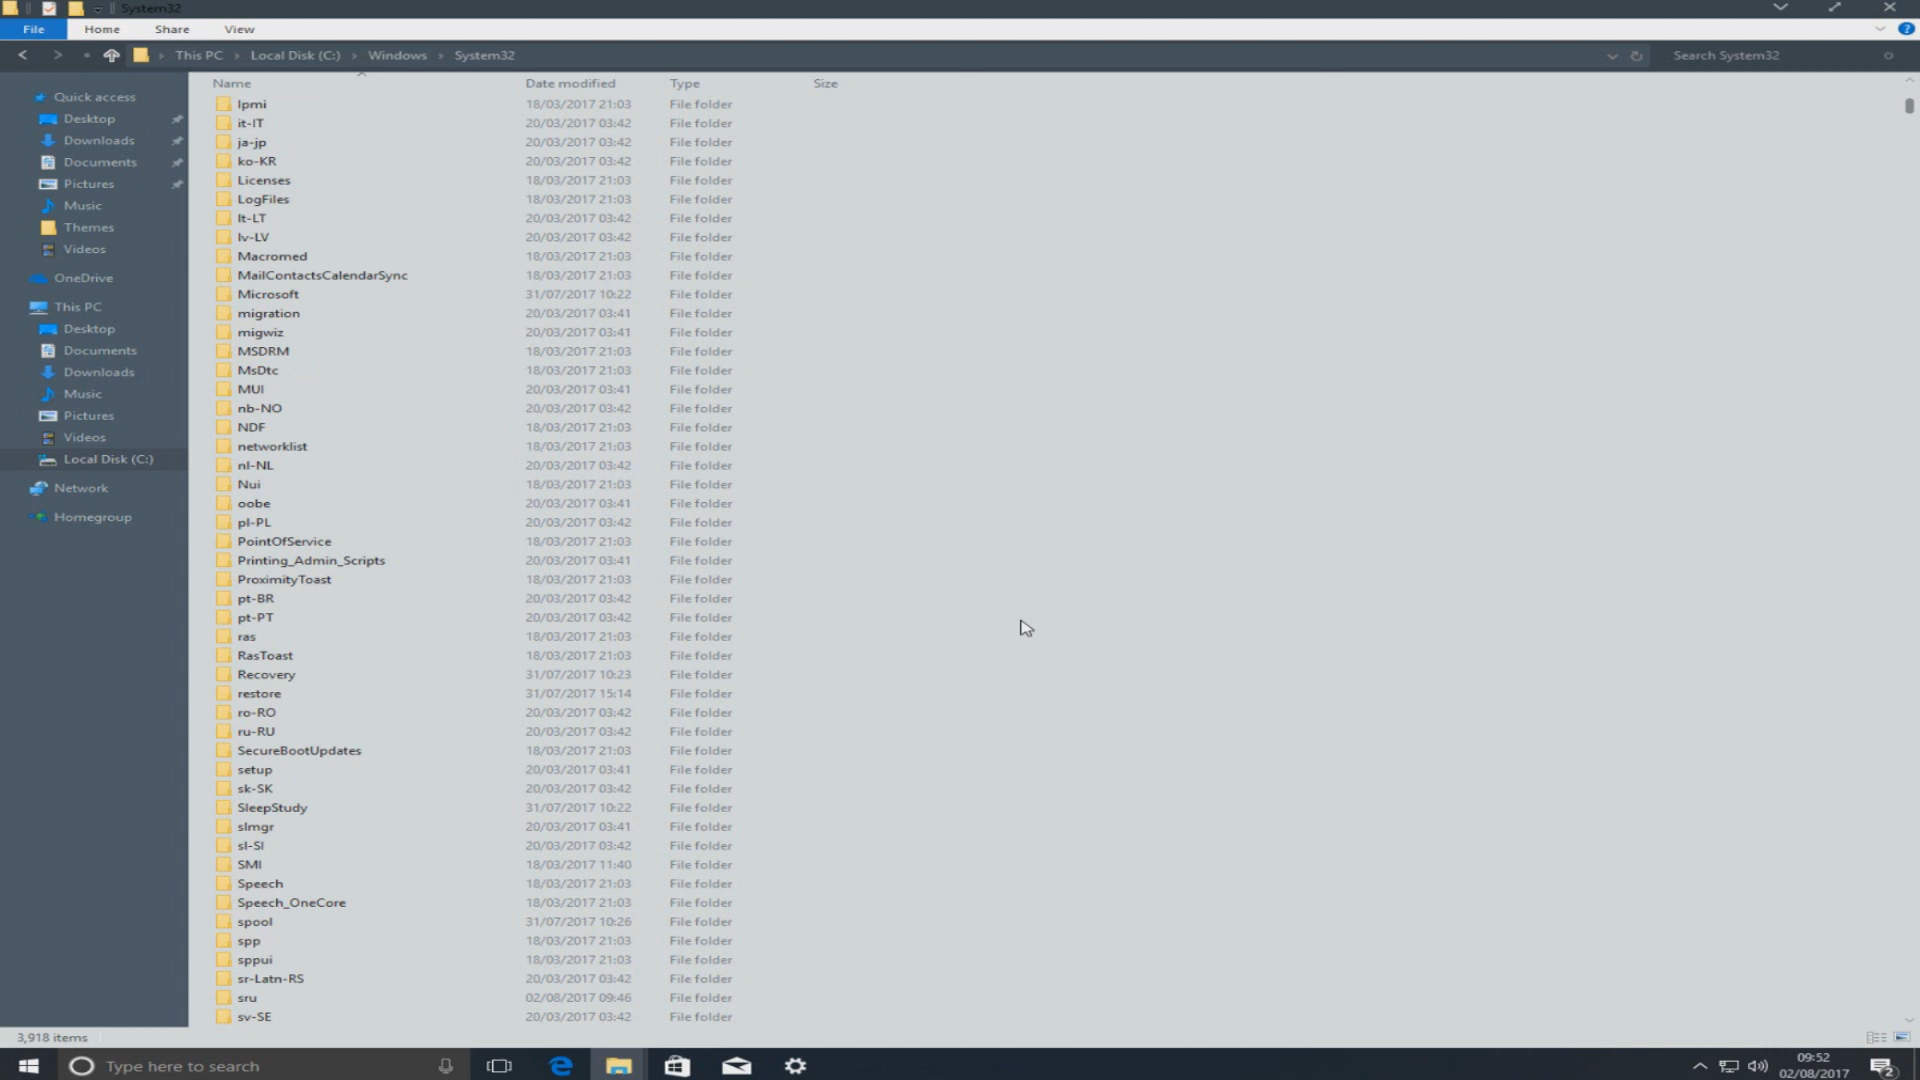 System32
File Home Share View
This PC Local Disk (C:) Windows System32 Search System32
Name Date modified Type Size
Quick access
Desktop
Downloads
Documents
Pictures
Music
Themes
Videos
OneDrive
This PC
Desktop
Documents
Downloads
Music
Pictures
Videos
Local Disk (C:)
Network
Homegroup
Ipmi 18/03/2017 21:03 File folder
it-IT 20/03/2017 03:42 File folder
ja-jp 20/03/2017 03:42 File folder
ko-KR 20/03/2017 03:42 File folder
Licenses 18/03/2017 21:03 File folder
LogFiles 18/03/2017 21:03 File folder
lt-LT 20/03/2017 03:42 File folder
lv-LV 20/03/2017 03:42 File folder
Macromed 18/03/2017 21:03 File folder
MailContactsCalendarSync 18/03/2017 21:03 File folder
Microsoft 31/07/2017 10:22 File folder
migration 20/03/2017 03:41 File folder
migwiz 20/03/2017 03:41 File folder
MSDRM 18/03/2017 21:03 File folder
MsDtc 18/03/2017 21:03 File folder
MUI 20/03/2017 03:41 File folder
nb-NO 20/03/2017 03:42 File folder
NDF 18/03/2017 21:03 File folder
networklist 18/03/2017 21:03 File folder
nl-NL 20/03/2017 03:42 File folder
Nui 18/03/2017 21:03 File folder
oobe 20/03/2017 03:41 File folder
pl-PL 20/03/2017 03:42 File folder
PointOfService 18/03/2017 21:03 File folder
Printing_Admin_Scripts 20/03/2017 03:41 File folder
ProximityToast 18/03/2017 21:03 File folder
pt-BR 20/03/2017 03:42 File folder
pt-PT 20/03/2017 03:42 File folder
ras 18/03/2017 21:03 File folder
RasToast 18/03/2017 21:03 File folder
Recovery 31/07/2017 10:23 File folder
restore 31/07/2017 15:14 File folder
ro-RO 20/03/2017 03:42 File folder
ru-RU 20/03/2017 03:42 File folder
SecureBootUpdates 18/03/2017 21:03 File folder
setup 20/03/2017 03:41 File folder
sk-SK 20/03/2017 03:42 File folder
SleepStudy 31/07/2017 10:22 File folder
slmgr 20/03/2017 03:41 File folder
sl-SI 20/03/2017 03:42 File folder
SMI 18/03/2017 11:40 File folder
Speech 18/03/2017 21:03 File folder
Speech_OneCore 18/03/2017 21:03 File folder
spool 31/07/2017 10:26 File folder
spp 18/03/2017 21:03 File folder
sppui 18/03/2017 21:03 File folder
sr-Latn-RS 20/03/2017 03:42 File folder
sru 02/08/2017 09:46 File folder
sv-SE 20/03/2017 03:42 File folder
3,918 items
Type here to search
09:52
02/08/2017
2